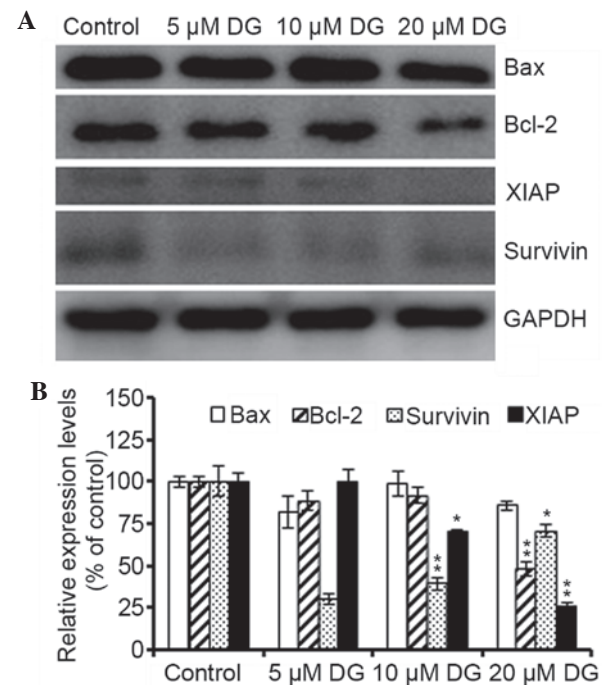 A
Control 5 µM DG 10 µM DG 20 µM DG
Bax
Bcl-2
XIAP
Survivin
GAPDH
B
Relative expression levels
(% of control)
150
125
100
75
50
25
0
Bax Bcl-2 Survivin XIAP
**
*
**
*
**
Control 5 µM DG 10 µM DG 20 µM DG